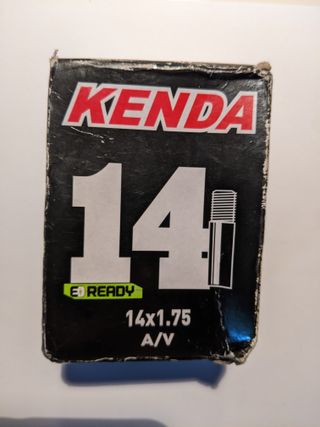 KENDA
14
READY
14x1.75
A/V